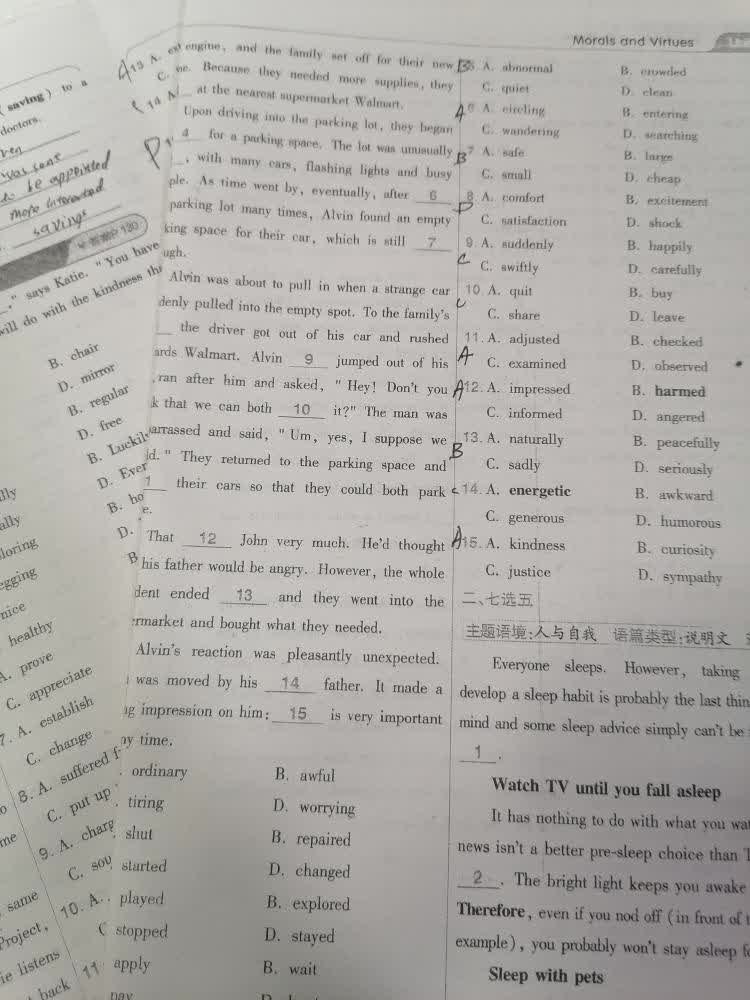 Morals and Virtues
(saving) to a
doctors.
was sent
to be appointed
more interested
savings
," says Katie. "You have
will do with the kindness
B. chair
D. mirror
B. regular
D. free
B. Luckily
D. Ever
B. ho
D.
B
healthy
A. prove
C. appreciate
7. A. establish
C. change
8. A. suffered f
C. put up
9. A. charg
C. sou
10. A.
C
11
same
Project,
ie listens
back
13 A.
C.
14 A
engine, and the family set off for their new
Because they needed more supplies, they
at the nearest supermarket Walmart.
Upon driving into the parking lot, they began
4 for a parking space. The lot was unusually
, with many cars, flashing lights and busy
ple. As time went by, eventually, after 6
parking lot many times, Alvin found an empty
king space for their car, which is still 7
ugh.
Alvin was about to pull in when a strange car
denly pulled into the empty spot. To the family's
the driver got out of his car and rushed
ards Walmart. Alvin 9 jumped out of his
, ran after him and asked, "Hey! Don't you
k that we can both 10 it?" The man was
arrassed and said, "Um, yes, I suppose we
ld." They returned to the parking space and
1 their cars so that they could both park
e.
That 12 John very much. He'd thought
his father would be angry. However, the whole
dent ended 13 and they went into the
ermarket and bought what they needed.
Alvin's reaction was pleasantly unexpected.
was moved by his 14 father. It made a
ng impression on him: 15 is very important
ny time.
ordinary B. awful
tiring D. worrying
shut B. repaired
started D. changed
played B. explored
stopped D. stayed
apply B. wait
B 5 A. abnormal B. crowded
C. quiet D. clean
A 6 A. circling B. entering
C. wandering D. searching
B 7 A. safe B. large
C. small D. cheap
8 A. comfort B. excitement
C. satisfaction D. shock
9. A. suddenly B. happily
C C. swiftly D. carefully
10. A. quit B. buy
C. share D. leave
11. A. adjusted B. checked
A C. examined D. observed
A 12. A. impressed B. harmed
C. informed D. angered
13. A. naturally B. peacefully
B C. sadly D. seriously
C 14. A. energetic B. awkward
C. generous D. humorous
A 15. A. kindness B. curiosity
C. justice D. sympathy
二、七选五
主题语境:人与自我 语篇类型:说明文
Everyone sleeps. However, taking
develop a sleep habit is probably the last thin
mind and some sleep advice simply can't be
1 .
Watch TV until you fall asleep
It has nothing to do with what you wat
news isn't a better pre-sleep choice than
2 . The bright light keeps you awake
Therefore, even if you nod off (in front of t
example), you probably won't stay asleep fo
Sleep with pets